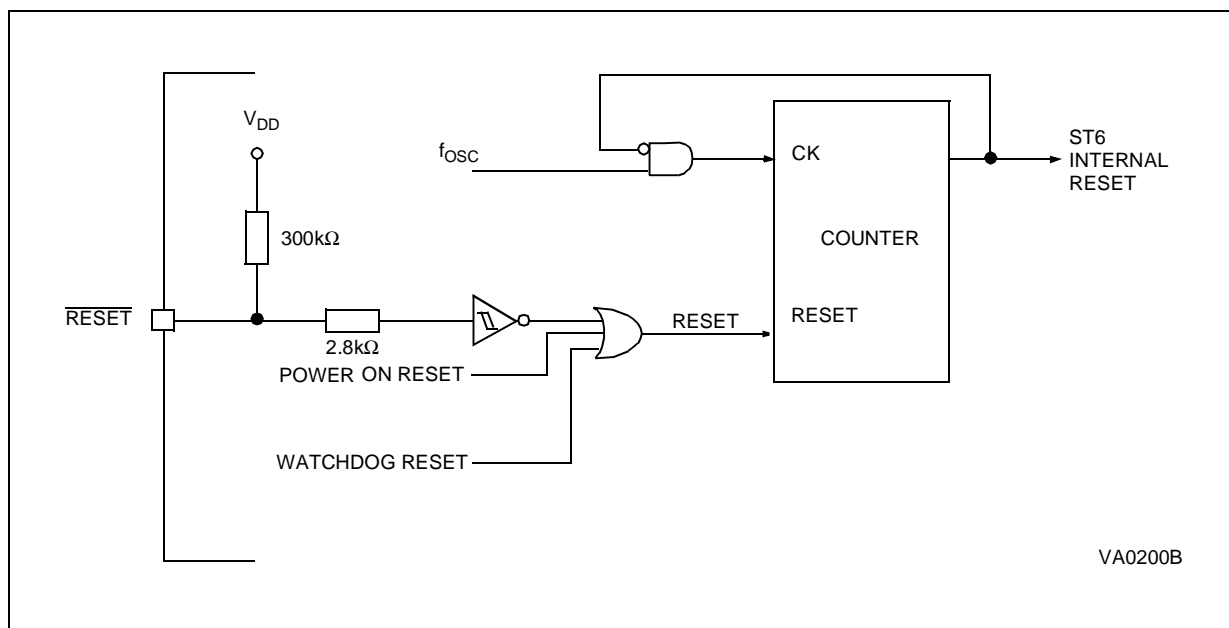 V_DD
f_OSC
CK
ST6
INTERNAL
RESET
300kΩ
COUNTER
RESET
2.8kΩ
RESET
RESET
POWER ON RESET
WATCHDOG RESET
VA0200B